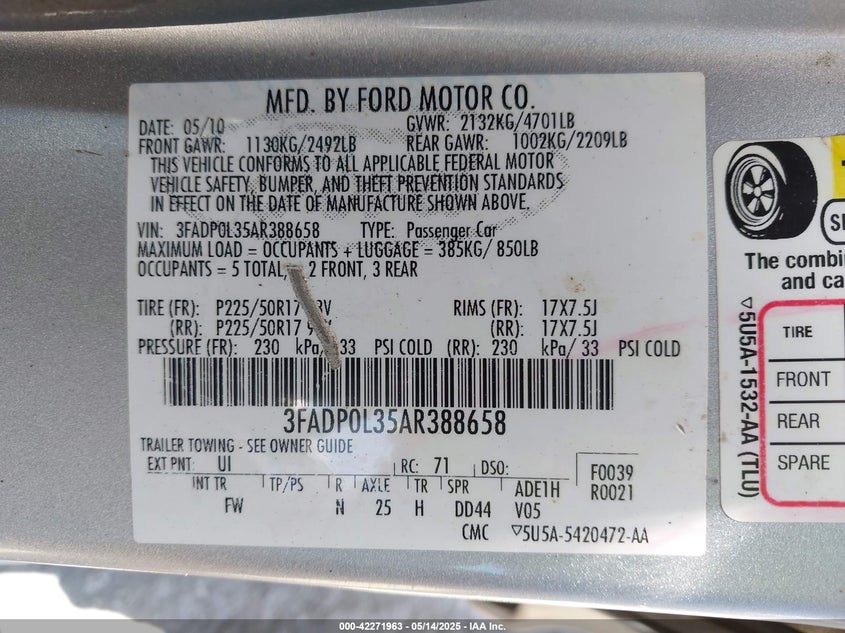 MFD. BY FORD MOTOR CO.
DATE: 05/10 GVWR: 2132KG/4701LB
FRONT GAWR: 1130KG/2492LB REAR GAWR: 1002KG/2209LB
THIS VEHICLE CONFORMS TO ALL APPLICABLE FEDERAL MOTOR
VEHICLE SAFETY, BUMPER, AND THEFT PREVENTION STANDARDS
IN EFFECT ON THE DATE OF MANUFACTURE SHOWN ABOVE.
VIN: 3FADP0L35AR388658 TYPE: Passenger Car
MAXIMUM LOAD = OCCUPANTS + LUGGAGE = 385KG/ 850LB
OCCUPANTS = 5 TOTAL, 2 FRONT, 3 REAR
TIRE (FR): P225/50R17 RIMS (FR): 17X7.5J
(RR): P225/50R17 (RR): 17X7.5J
PRESSURE (FR): 230 kPa/ 33 PSI COLD (RR): 230 kPa/ 33 PSI COLD
3FADP0L35AR388658
TRAILER TOWING - SEE OWNER GUIDE
EXT PNT: UI RC: 71 DSO: F0039
INT TR TP/PS R AXLE TR SPR ADE1H R0021
FW N 25 H DD44 V05
CMC ▽5U5A-5420472-AA
The combin
and ca
▽5U5A-1532-AA (TLU)
TIRE
FRONT
REAR
SPARE
000-42271963 - 05/14/2025 - IAA Inc.